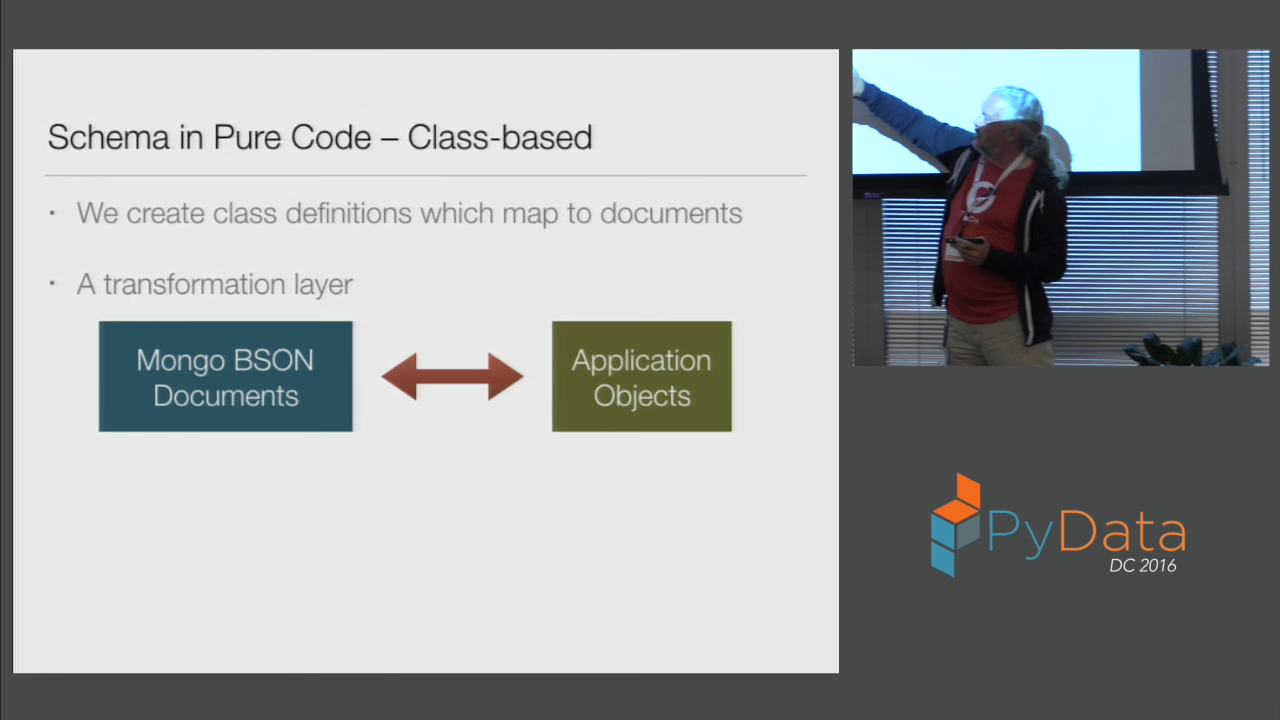 Schema in Pure Code – Class-based
• We create class definitions which map to documents
• A transformation layer
Mongo BSON
Documents
Application
Objects
PyData
DC 2016